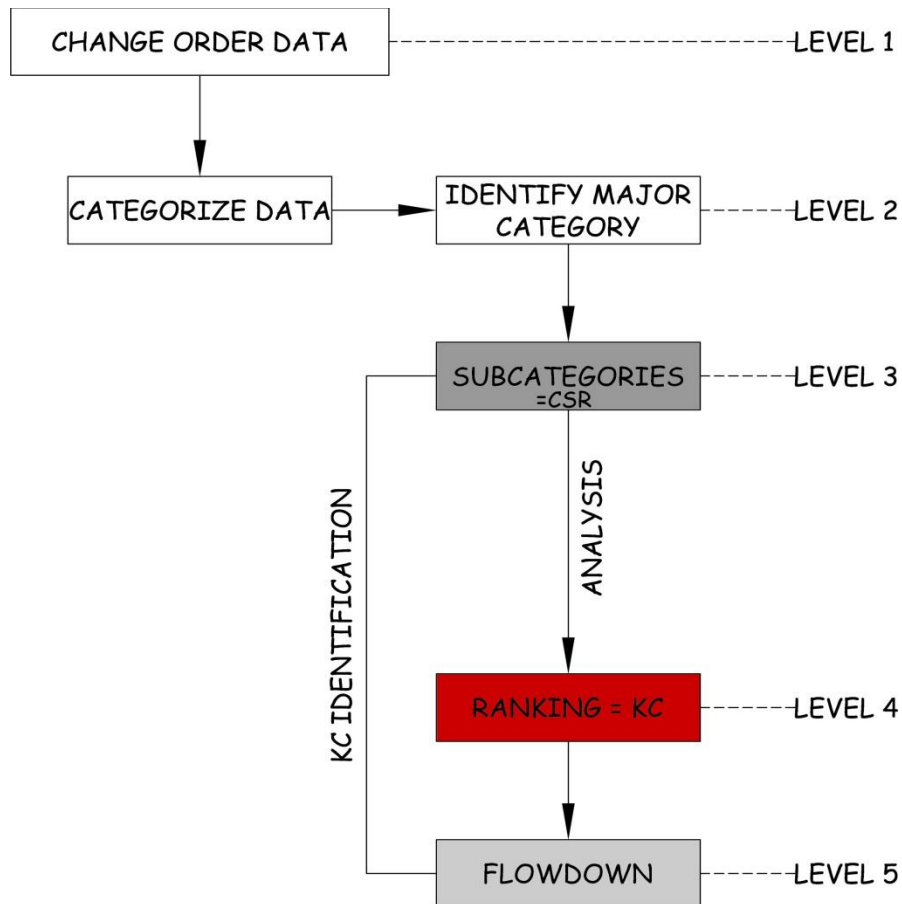 CHANGE ORDER DATA
LEVEL 1
CATEGORIZE DATA
IDENTIFY MAJOR
CATEGORY
LEVEL 2
SUBCATEGORIES
=CSR
LEVEL 3
KC IDENTIFICATION
ANALYSIS
RANKING = KC
LEVEL 4
FLOWDOWN
LEVEL 5